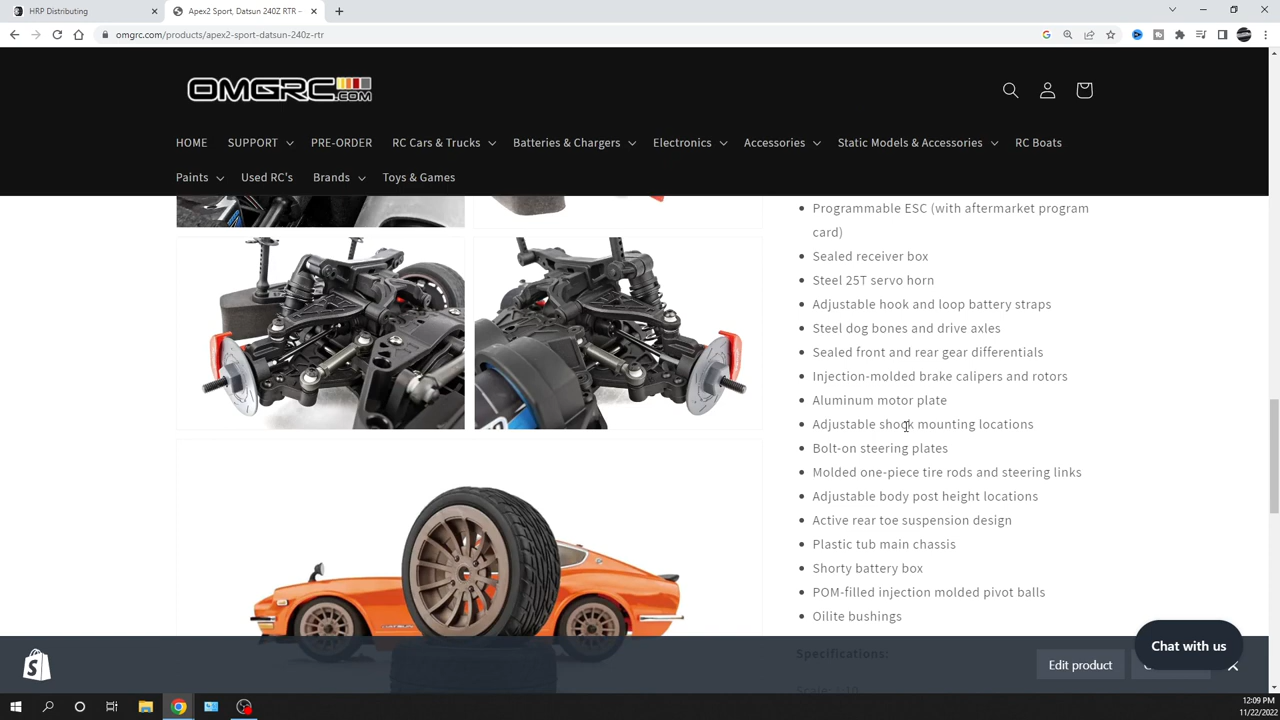 HRP Distributing
Apex2 Sport, Datsun 240Z RTR –
omgrc.com/products/apex2-sport-datsun-240z-rtr
OMGRC.COM
HOME SUPPORT PRE-ORDER RC Cars & Trucks Batteries & Chargers Electronics Accessories Static Models & Accessories RC Boats
Paints Used RC's Brands Toys & Games
Programmable ESC (with aftermarket program
card)
Sealed receiver box
Steel 25T servo horn
Adjustable hook and loop battery straps
Steel dog bones and drive axles
Sealed front and rear gear differentials
Injection-molded brake calipers and rotors
Aluminum motor plate
Adjustable shock mounting locations
Bolt-on steering plates
Molded one-piece tire rods and steering links
Adjustable body post height locations
Active rear toe suspension design
Plastic tub main chassis
Shorty battery box
POM-filled injection molded pivot balls
Oilite bushings
Specifications:
Chat with us
Edit product
12:09 PM
11/22/2022